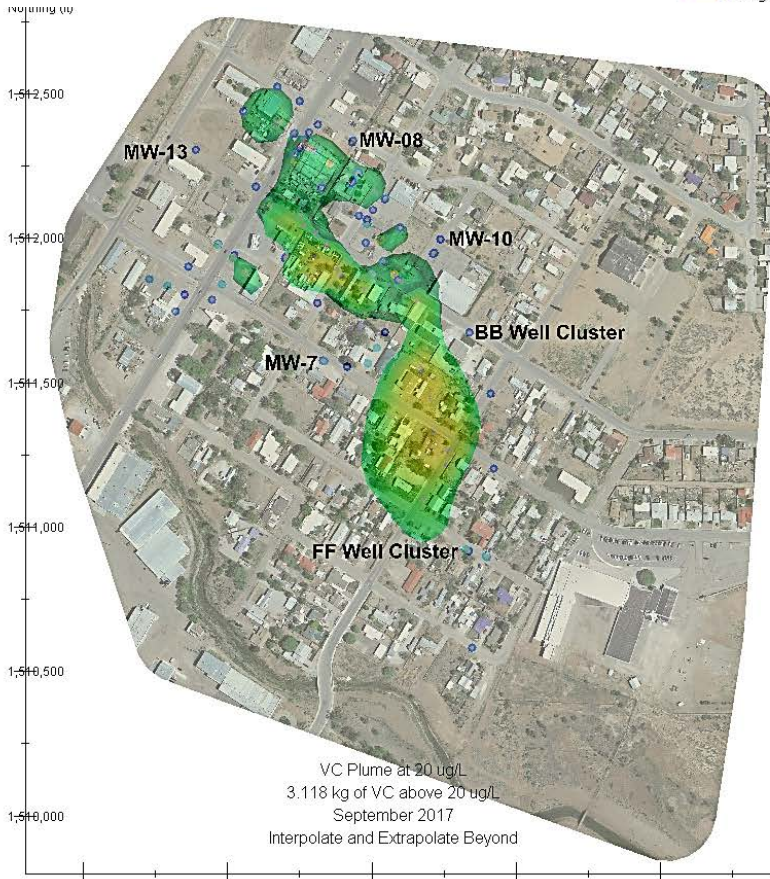 Northing (ft)
1,512,500
MW-13
MW-08
1,512,000
MW-10
BB Well Cluster
MW-7
1,511,500
1,511,000
FF Well Cluster
1,510,500
VC Plume at 20 ug/L
3.118 kg of VC above 20 ug/L
1,510,000
September 2017
Interpolate and Extrapolate Beyond